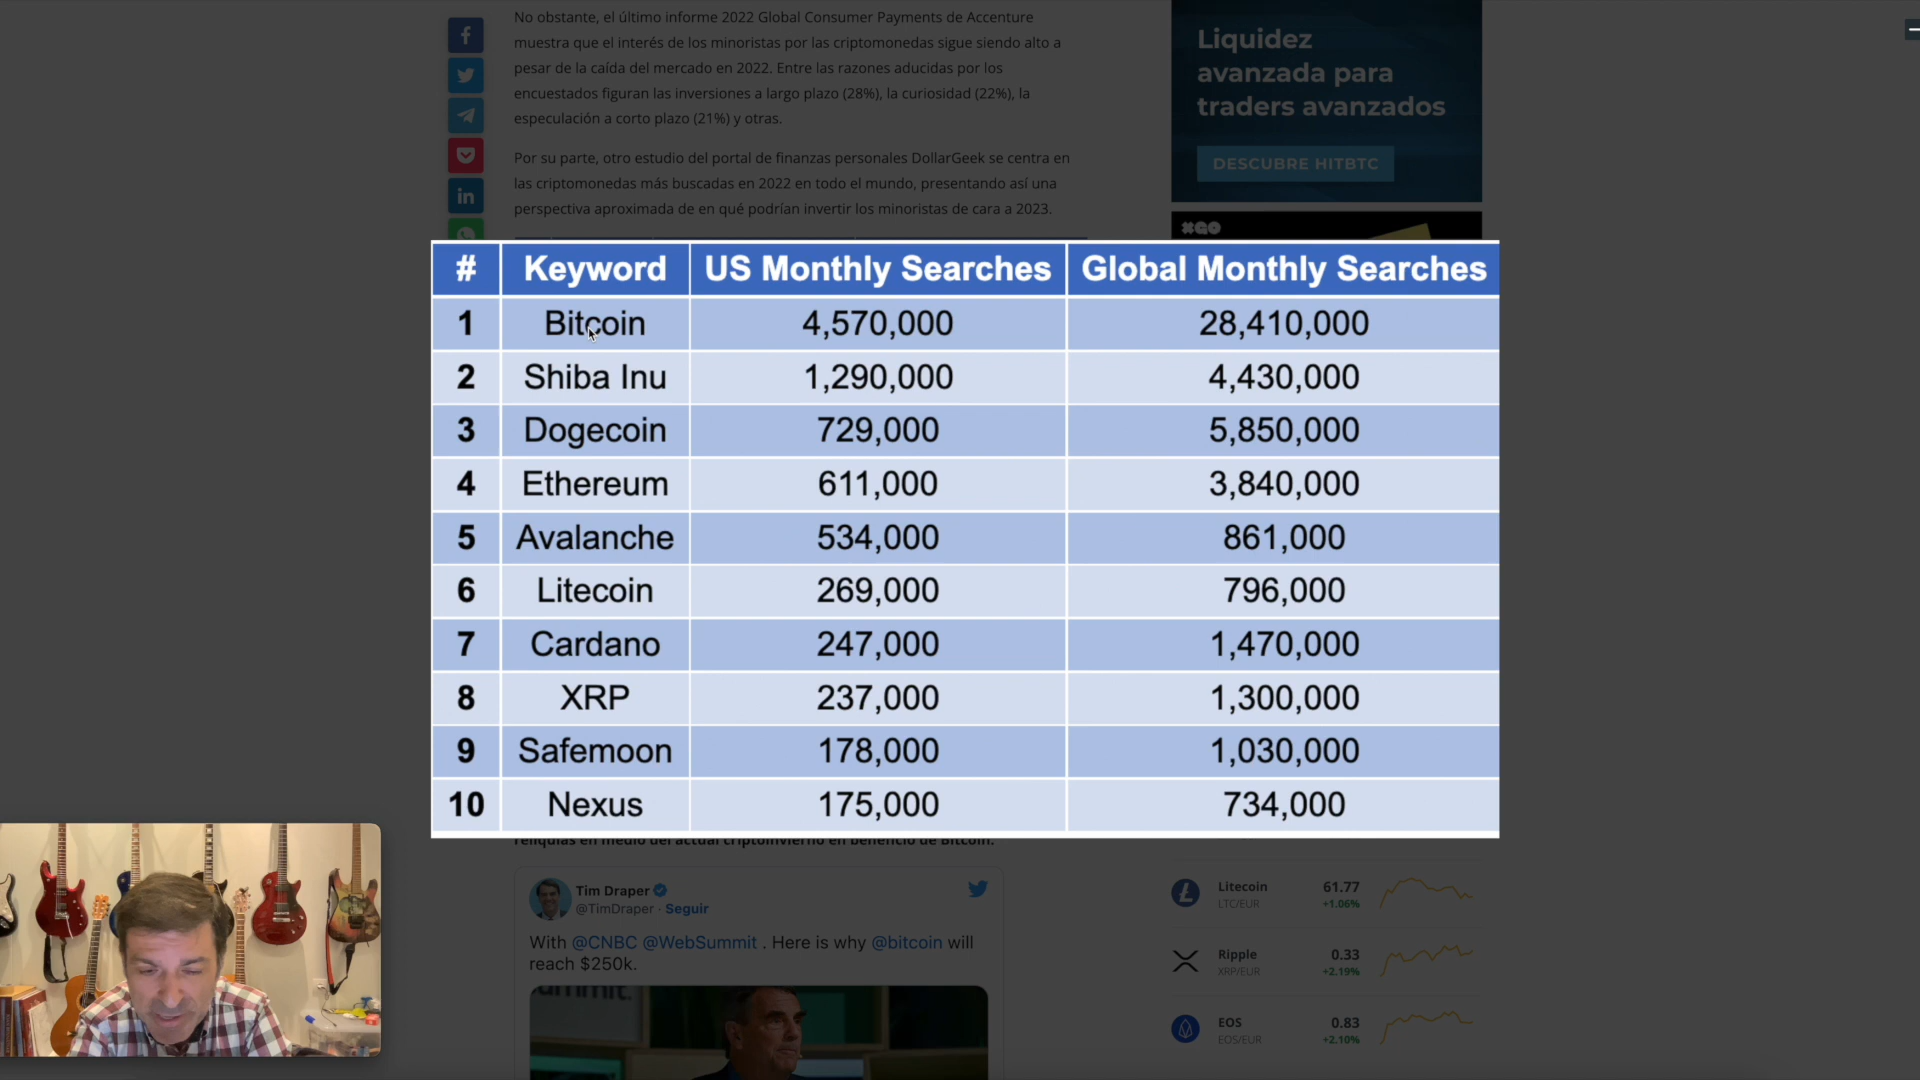 No obstante, el último informe 2022 Global Consumer Payments de Accenture
muestra que el interés de los minoristas por las criptomonedas sigue siendo alto a
pesar de la caída del mercado en 2022. Entre las razones aducidas por los
encuestados figuran las inversiones a largo plazo (28%), la curiosidad (22%), la
especulación a corto plazo (21%) y otras.
Por su parte, otro estudio del portal de finanzas personales DollarGeek se centra en
las criptomonedas más buscadas en 2022 en todo el mundo, presentando así una
perspectiva aproximada de en qué podrían invertir los minoristas de cara a 2023.
Liquidez
avanzada para
traders avanzados
DESCUBRE HITBTC
XGO
# Keyword US Monthly Searches Global Monthly Searches
1 Bitcoin 4,570,000 28,410,000
2 Shiba Inu 1,290,000 4,430,000
3 Dogecoin 729,000 5,850,000
4 Ethereum 611,000 3,840,000
5 Avalanche 534,000 861,000
6 Litecoin 269,000 796,000
7 Cardano 247,000 1,470,000
8 XRP 237,000 1,300,000
9 Safemoon 178,000 1,030,000
10 Nexus 175,000 734,000
reliquias en medio del actual criptoinvierno en beneficio de Bitcoin.
Tim Draper
@TimDraper · Seguir
With @CNBC @WebSummit . Here is why @bitcoin will
reach $250k.
Litecoin 61.77
LTC/EUR +1.06%
Ripple 0.33
XRP/EUR +2.19%
EOS 0.83
EOS/EUR +2.10%